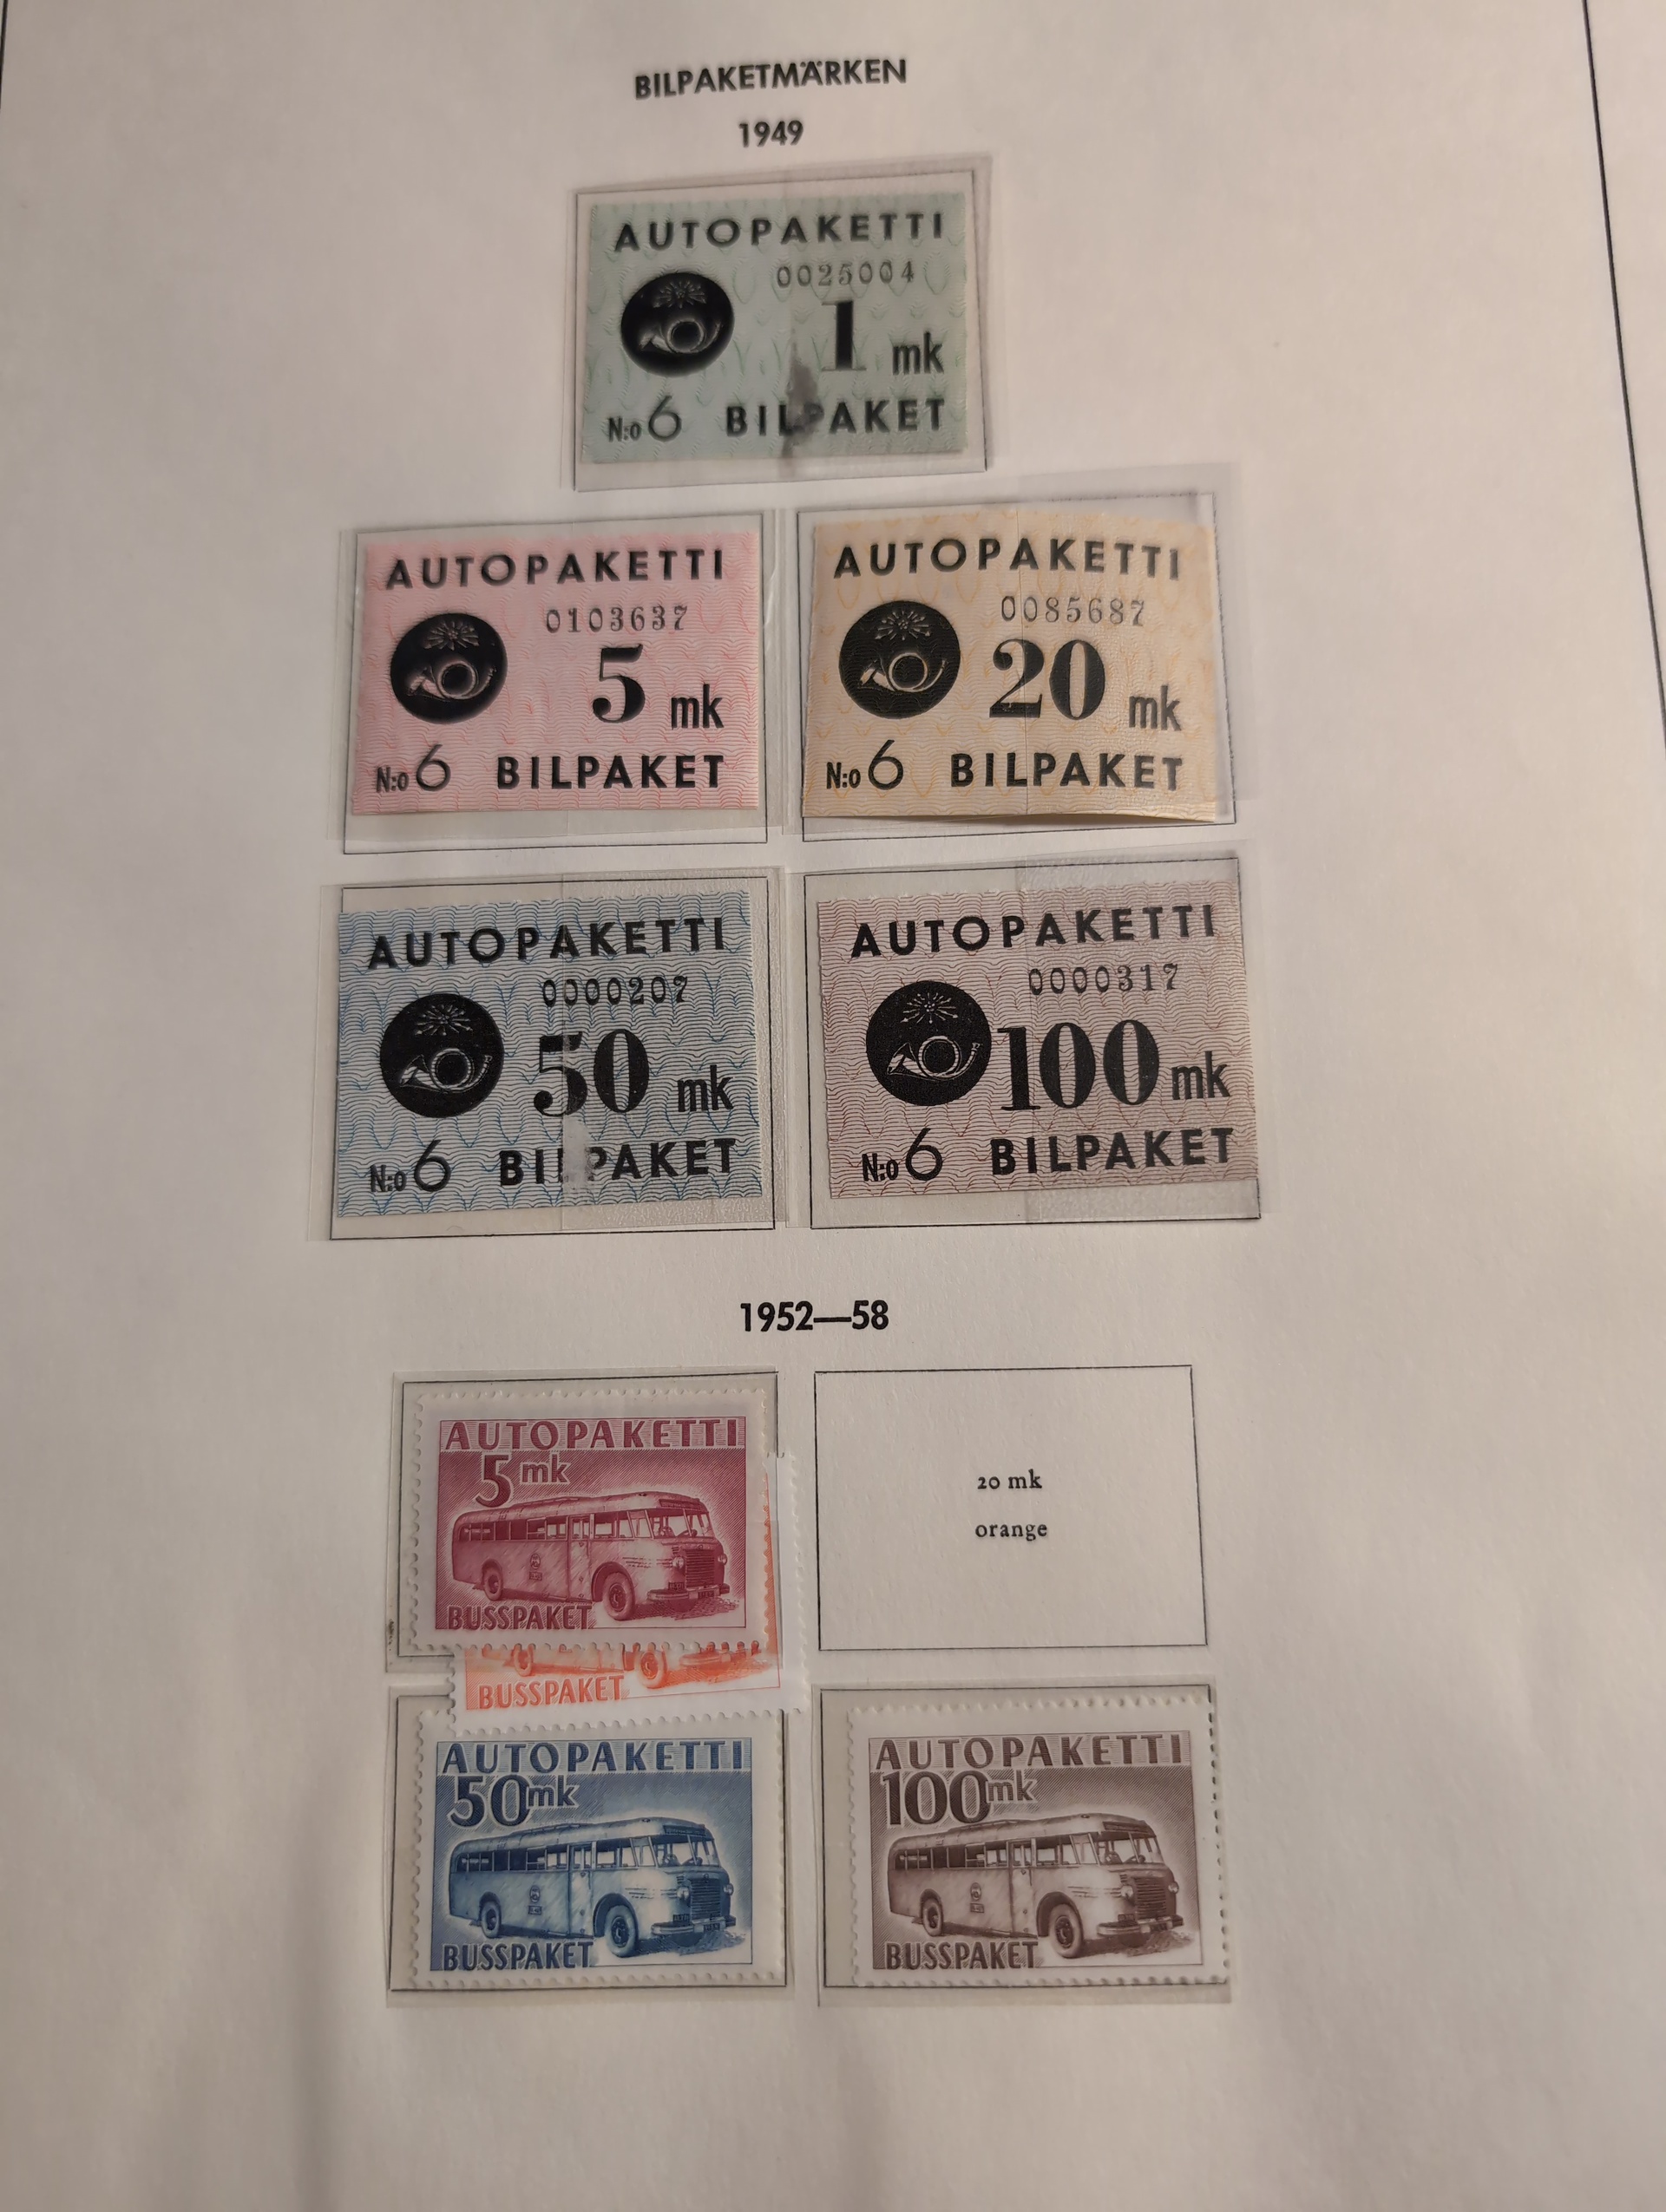 BILPAKETMÄRKEN
1949
AUTOPAKETTI
0025004
1 mk
N:o 6 BILPAKET
AUTOPAKETTI
0103637
5 mk
N:o 6 BILPAKET
AUTOPAKETTI
0085687
20 mk
N:o 6 BILPAKET
AUTOPAKETTI
0000207
50 mk
N:o 6 BILPAKET
AUTOPAKETTI
0000317
100 mk
N:o 6 BILPAKET
1952—58
AUTOPAKETTI
5 mk
BUSSPAKET
BUSSPAKET
20 mk
orange
AUTOPAKETTI
50 mk
BUSSPAKET
AUTOPAKETTI
100 mk
BUSSPAKET